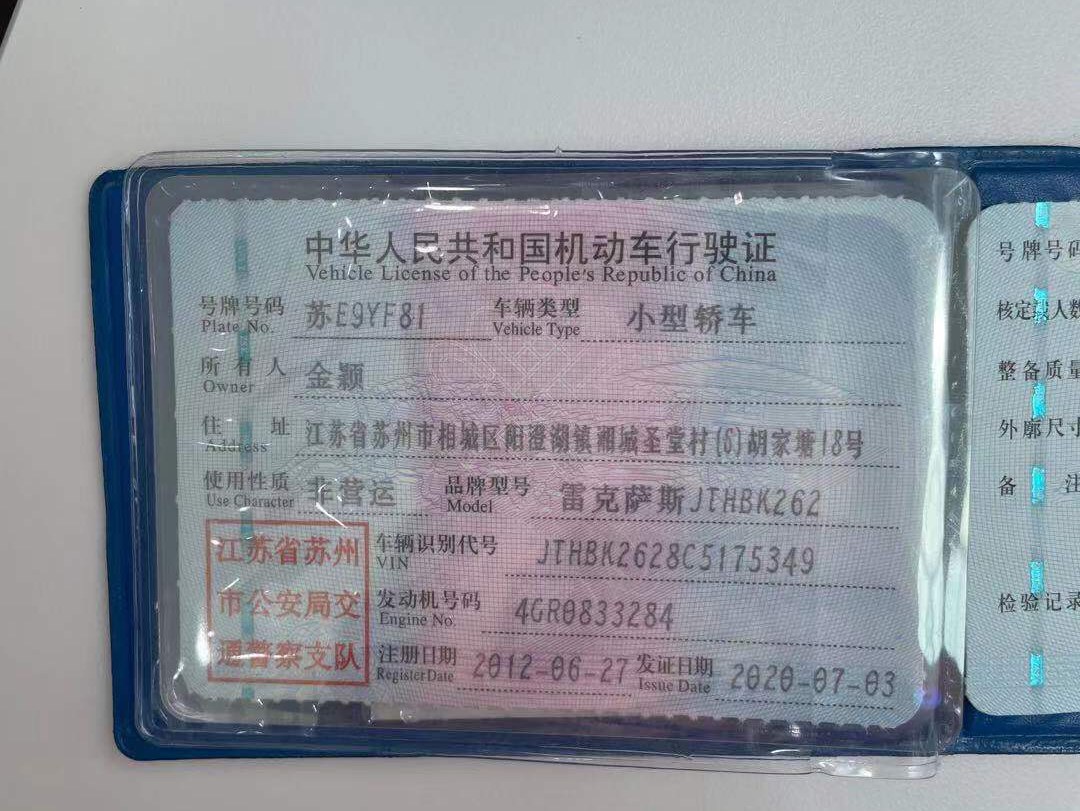 中华人民共和国机动车行驶证
Vehicle License of the People's Republic of China
号牌号码 苏E9YF81 车辆类型 小型轿车
Plate No. Vehicle Type
所有人 金颖
Owner
住址 江苏省苏州市相城区阳澄湖镇湘城圣堂村(6)胡家塘18号
Address
使用性质 非营运 品牌型号 雷克萨斯JTHBK262
Use Character Model
江苏省苏州
市公安局交
通警察支队
车辆识别代号 JTHBK2628C5175349
VIN
发动机号码 4GR0833284
Engine No.
注册日期 2012-06-27 发证日期 2020-07-03
Register Date Issue Date
号牌号码
核定载人数
整备质量
外廓尺寸
备注
检验记录